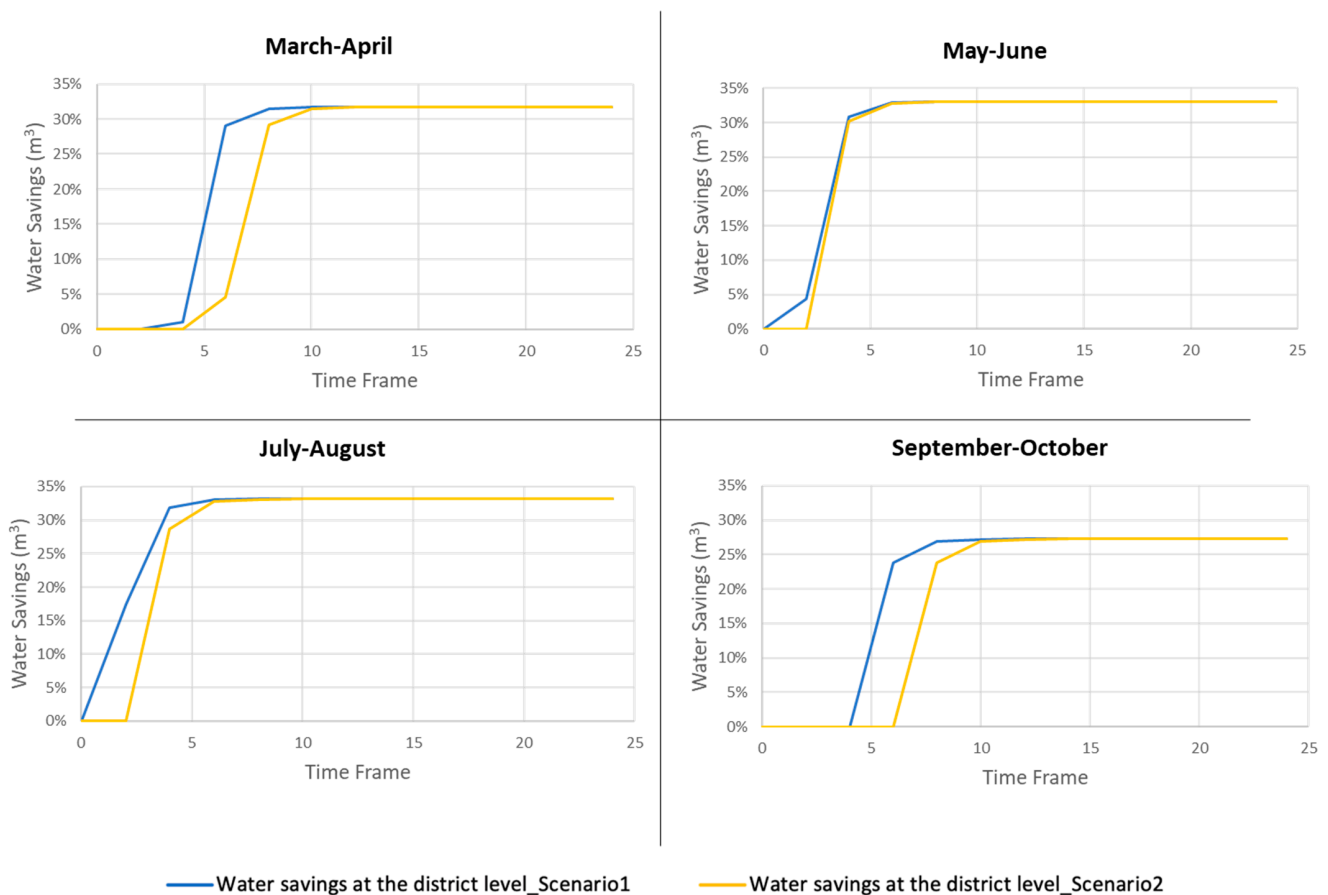 March-April
35%
30%
25%
20%
15%
10%
5%
0%
Water Savings (m³)
0 5 10 15 20 25
Time Frame
May-June
35%
30%
25%
20%
15%
10%
5%
0%
Water Savings (m³)
0 5 10 15 20 25
Time Frame
July-August
35%
30%
25%
20%
15%
10%
5%
0%
Water Savings (m³)
0 5 10 15 20 25
Time Frame
September-October
35%
30%
25%
20%
15%
10%
5%
0%
Water Savings (m³)
0 5 10 15 20 25
Time Frame
Water savings at the district level_Scenario1
Water savings at the district level_Scenario2